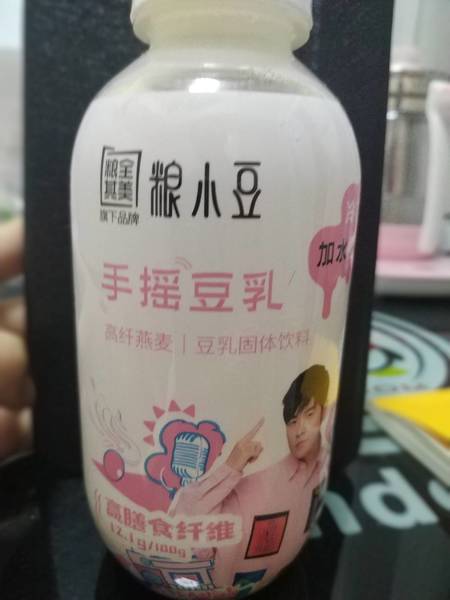 粮全
其美
旗下品牌
粮小豆
加水
手摇豆乳
高纤燕麦｜豆乳固体饮料
高膳食纤维
12.1g/100g